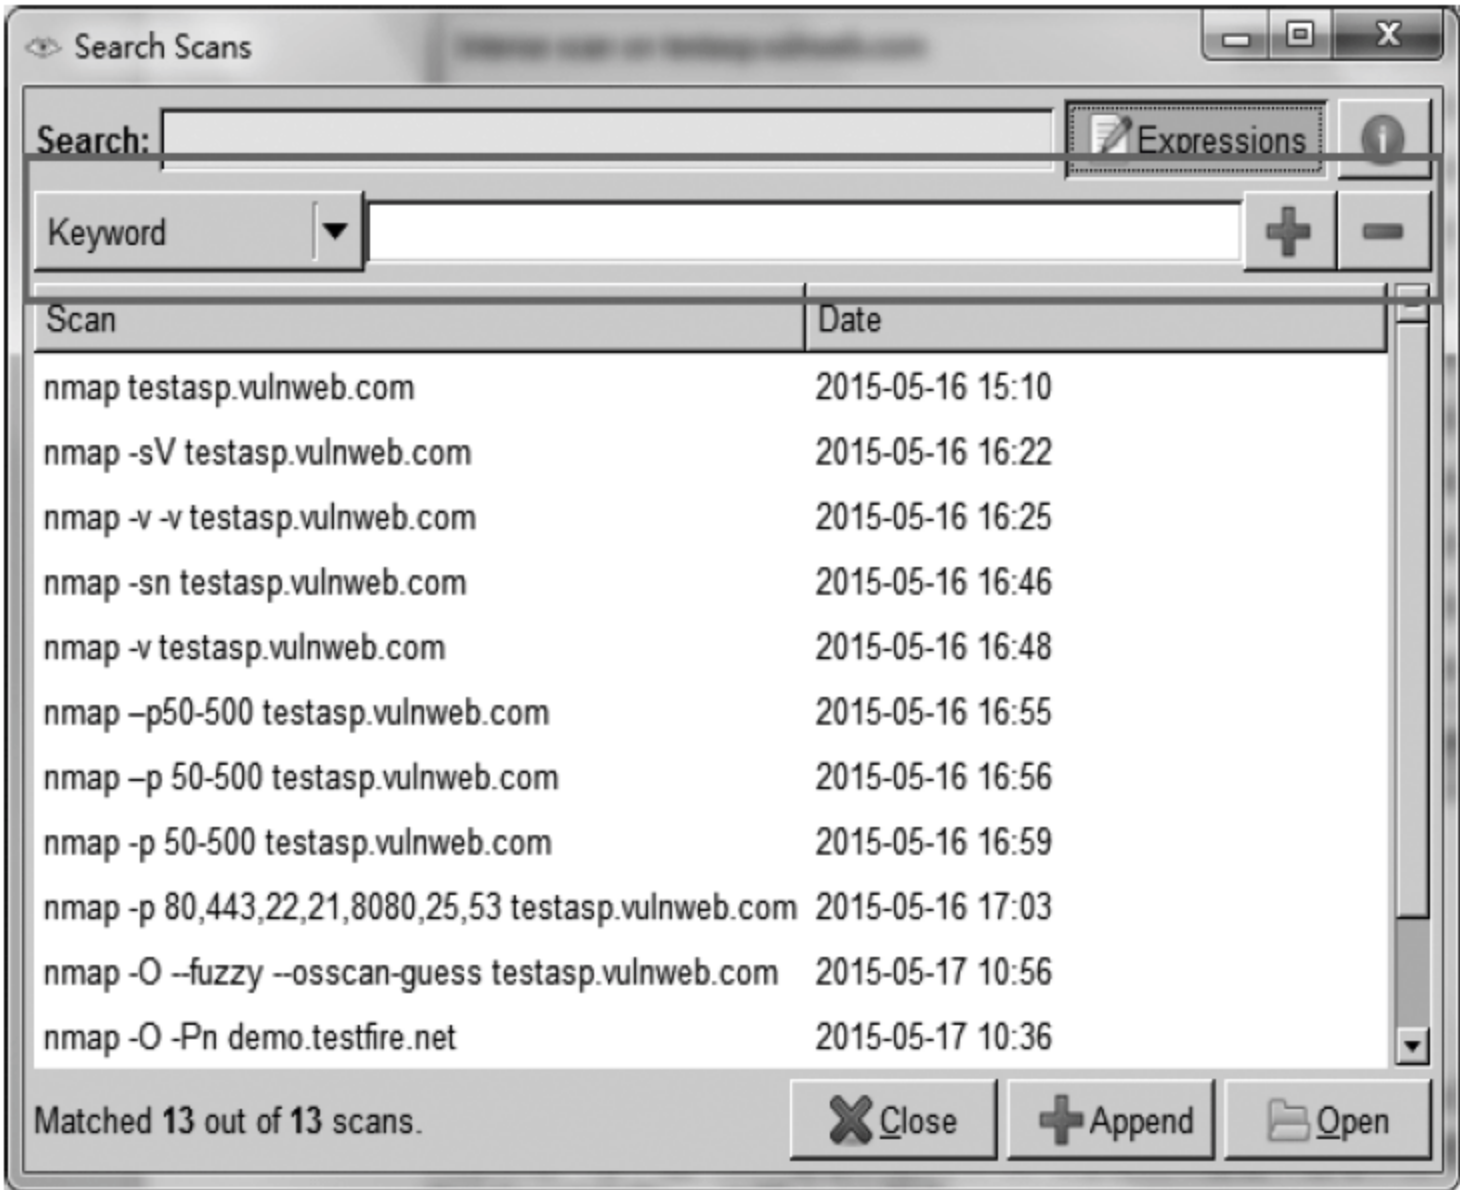 Search Scans
Intense scan on testasp.vulnweb.com
Search:
Expressions
Keyword
Scan Date
nmap testasp.vulnweb.com 2015-05-16 15:10
nmap -sV testasp.vulnweb.com 2015-05-16 16:22
nmap -v -v testasp.vulnweb.com 2015-05-16 16:25
nmap -sn testasp.vulnweb.com 2015-05-16 16:46
nmap -v testasp.vulnweb.com 2015-05-16 16:48
nmap –p50-500 testasp.vulnweb.com 2015-05-16 16:55
nmap –p 50-500 testasp.vulnweb.com 2015-05-16 16:56
nmap -p 50-500 testasp.vulnweb.com 2015-05-16 16:59
nmap -p 80,443,22,21,8080,25,53 testasp.vulnweb.com 2015-05-16 17:03
nmap -O --fuzzy --osscan-guess testasp.vulnweb.com 2015-05-17 10:56
nmap -O -Pn demo.testfire.net 2015-05-17 10:36
Matched 13 out of 13 scans.
Close Append Open